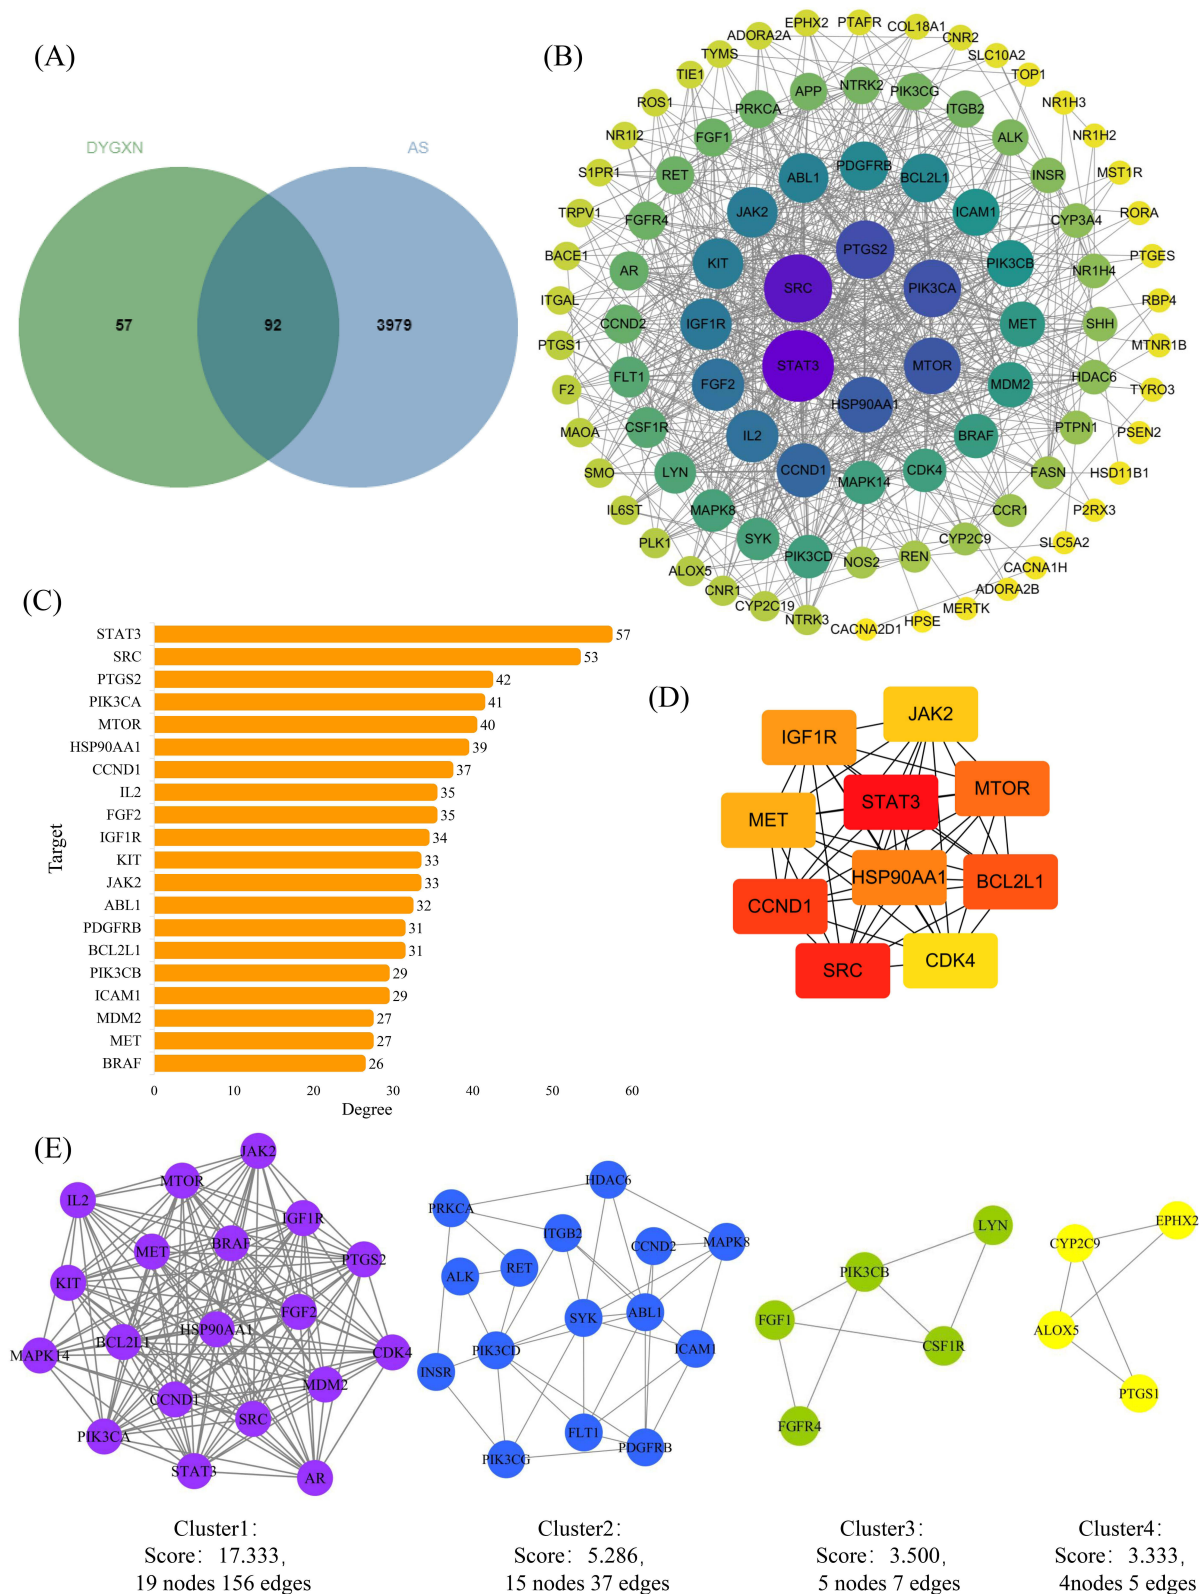 (A)
DYGXN
AS
57
92
3979
(B)
EPHX2
PTAFR
COL18A1
ADORA2A
CNR2
TYMS
SLC10A2
TIE1
TOP1
ROS1
NR1H3
NR1I2
NR1H2
S1PR1
MST1R
TRPV1
RORA
BACE1
PTGES
ITGAL
RBP4
PTGS1
MTNR1B
F2
TYRO3
MAOA
PSEN2
SMO
HSD11B1
IL6ST
P2RX3
PLK1
SLC5A2
ALOX5
CACNA1H
CNR1
ADORA2B
CYP2C19
MERTK
NTRK3
HPSE
CACNA2D1
APP
NTRK2
PIK3CG
PRKCA
ITGB2
FGF1
ALK
RET
INSR
FGFR4
CYP3A4
AR
NR1H4
CCND2
SHH
FLT1
HDAC6
CSF1R
PTPN1
LYN
FASN
MAPK8
CCR1
SYK
CYP2C9
PIK3CD
NOS2
REN
ABL1
PDGFRB
BCL2L1
JAK2
ICAM1
KIT
PIK3CB
IGF1R
MET
FGF2
MDM2
IL2
BRAF
CCND1
MAPK14
CDK4
PTGS2
SRC
PIK3CA
STAT3
MTOR
HSP90AA1
(C)
Target
STAT3 57
SRC 53
PTGS2 42
PIK3CA 41
MTOR 40
HSP90AA1 39
CCND1 37
IL2 35
FGF2 35
IGF1R 34
KIT 33
JAK2 33
ABL1 32
PDGFRB 31
BCL2L1 31
PIK3CB 29
ICAM1 29
MDM2 27
MET 27
BRAF 26
0 10 20 30 40 50 60
Degree
(D)
JAK2
IGF1R
MTOR
STAT3
MET
HSP90AA1
BCL2L1
CCND1
CDK4
SRC
(E)
JAK2
MTOR
IL2
IGF1R
BRAF
MET
PTGS2
KIT
FGF2
HSP90AA1
BCL2L1
MAPK14
CDK4
MDM2
CCND1
SRC
PIK3CA
STAT3
AR
HDAC6
PRKCA
ITGB2
CCND2
MAPK8
RET
ALK
SYK
ABL1
PIK3CD
ICAM1
INSR
FLT1
PDGFRB
PIK3CG
LYN
PIK3CB
FGF1
CSF1R
FGFR4
EPHX2
CYP2C9
ALOX5
PTGS1
Cluster1:
Score: 17.333,
19 nodes 156 edges
Cluster2:
Score: 5.286,
15 nodes 37 edges
Cluster3:
Score: 3.500,
5 nodes 7 edges
Cluster4:
Score: 3.333,
4nodes 5 edges